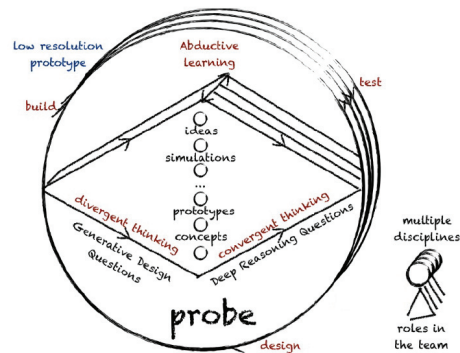 low resolution
prototype
Abductive
learning
build
test
ideas
simulations
...
prototypes
concepts
divergent thinking
Generative Design
Questions
convergent thinking
Deep Reasoning Questions
probe
design
multiple
disciplines
roles in
the team